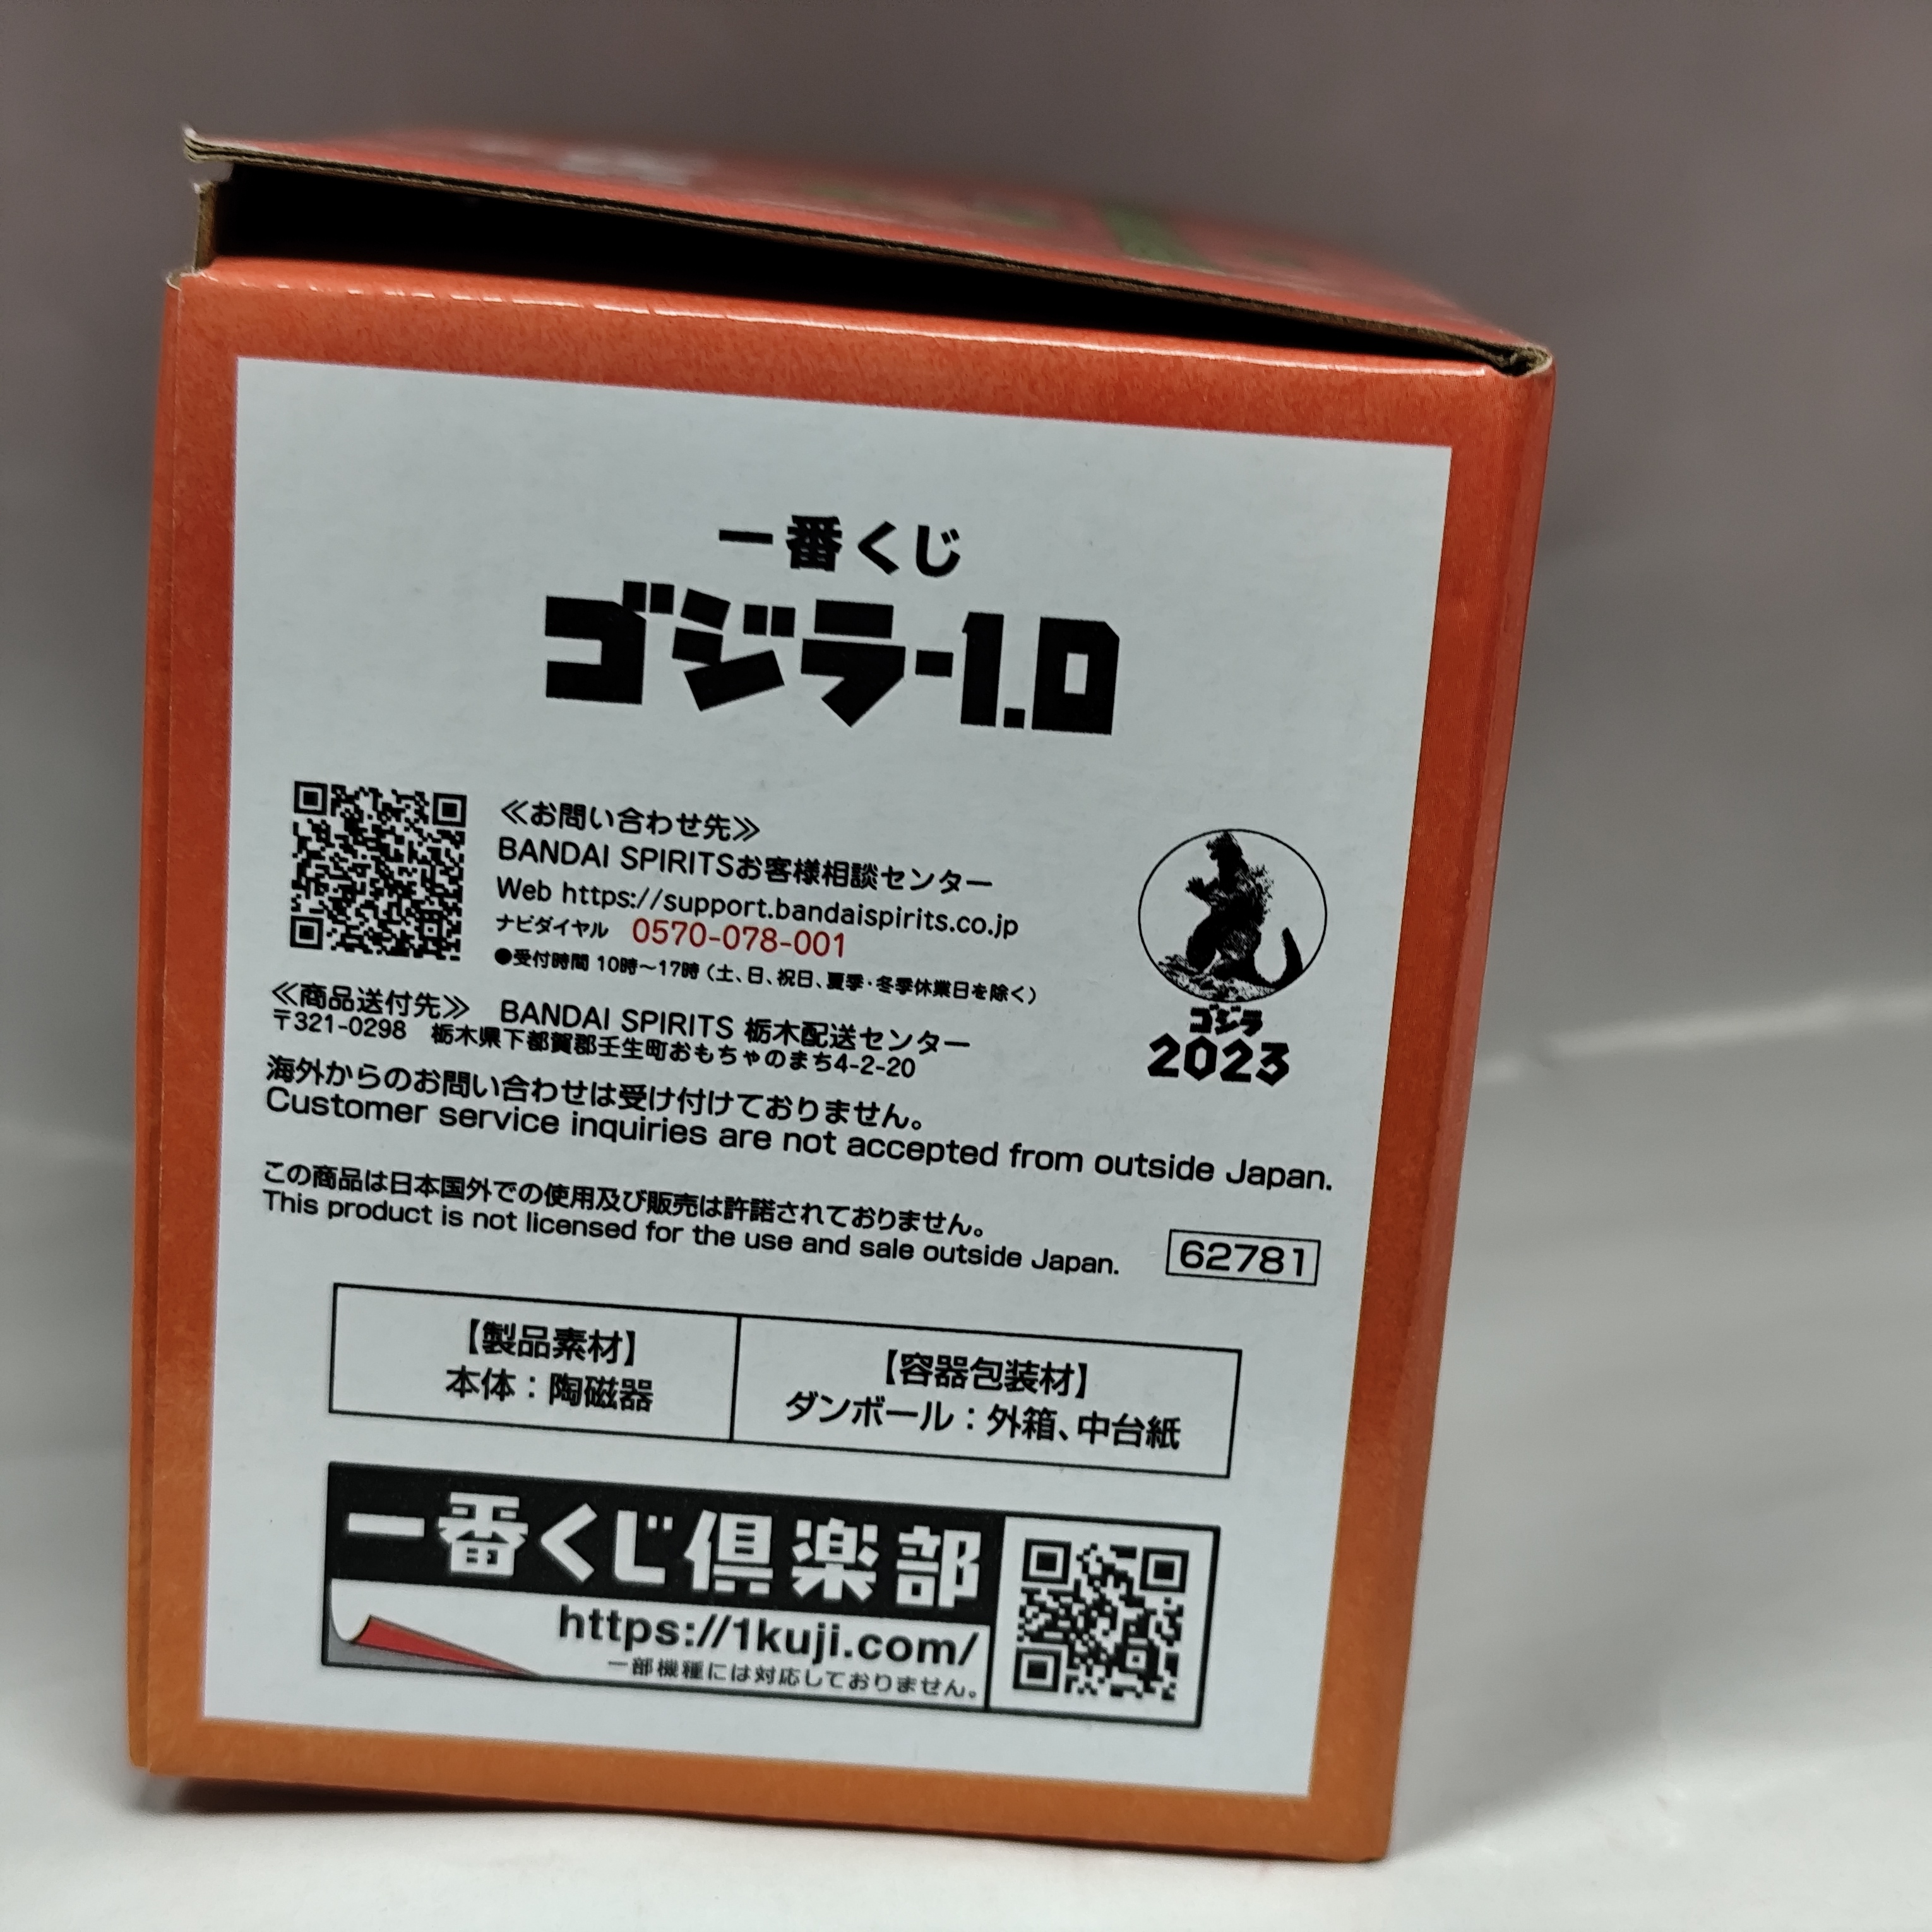 一番くじ
ゴジラ-1.0
≪お問い合わせ先≫
BANDAI SPIRITSお客様相談センター
Web https://support.bandaispirits.co.jp
ナビダイヤル 0570-078-001
●受付時間 10時～17時（土、日、祝日、夏季・冬季休業日を除く）
≪商品送付先≫ BANDAI SPIRITS 栃木配送センター
〒321-0298 栃木県下都賀郡壬生町おもちゃのまち4-2-20
ゴジラ
2023
海外からのお問い合わせは受け付けておりません。
Customer service inquiries are not accepted from outside Japan.
この商品は日本国外での使用及び販売は許諾されておりません。
This product is not licensed for the use and sale outside Japan.
62781
【製品素材】
本体：陶磁器
【容器包装材】
ダンボール：外箱、中台紙
一番くじ倶楽部
https://1kuji.com/
一部機種には対応しておりません。